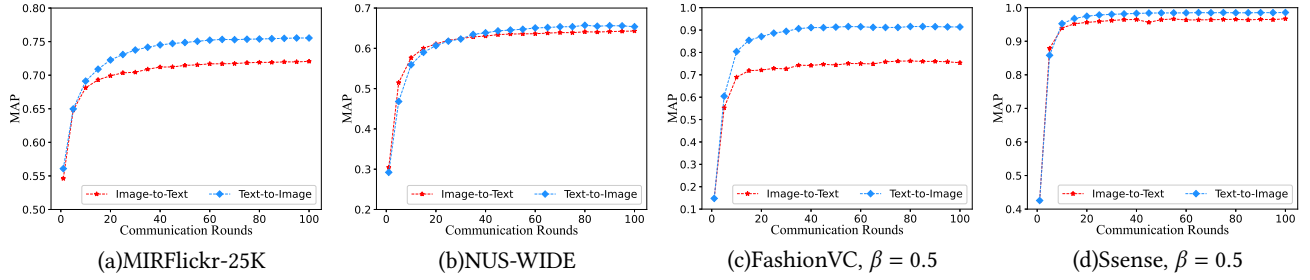 0.80
0.75
0.70
0.65
0.60
0.55
0.50
MAP
Image-to-Text
Text-to-Image
0 20 40 60 80 100
Communication Rounds
(a)MIRFlickr-25K
0.7
0.6
0.5
0.4
0.3
0.2
MAP
Image-to-Text
Text-to-Image
0 20 40 60 80 100
Communication Rounds
(b)NUS-WIDE
1.0
0.9
0.8
0.7
0.6
0.5
0.4
0.3
0.2
0.1
MAP
Image-to-Text
Text-to-Image
0 20 40 60 80 100
Communication Rounds
(c)FashionVC, β = 0.5
1.0
0.9
0.8
0.7
0.6
0.5
0.4
MAP
Image-to-Text
Text-to-Image
0 20 40 60 80 100
Communication Rounds
(d)Ssense, β = 0.5